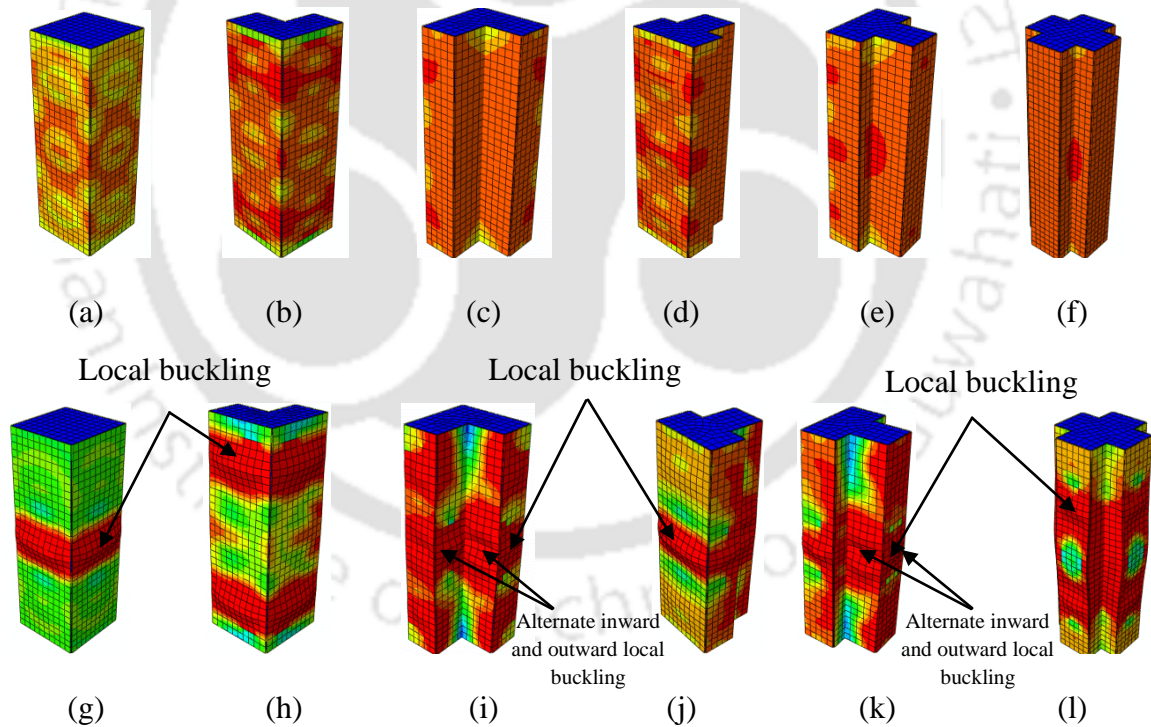 (a) (b) (c) (d) (e) (f)
Local buckling Local buckling
Local buckling
Alternate inward
and outward local
buckling
Alternate inward
and outward local
buckling
(g) (h) (i) (j) (k) (l)